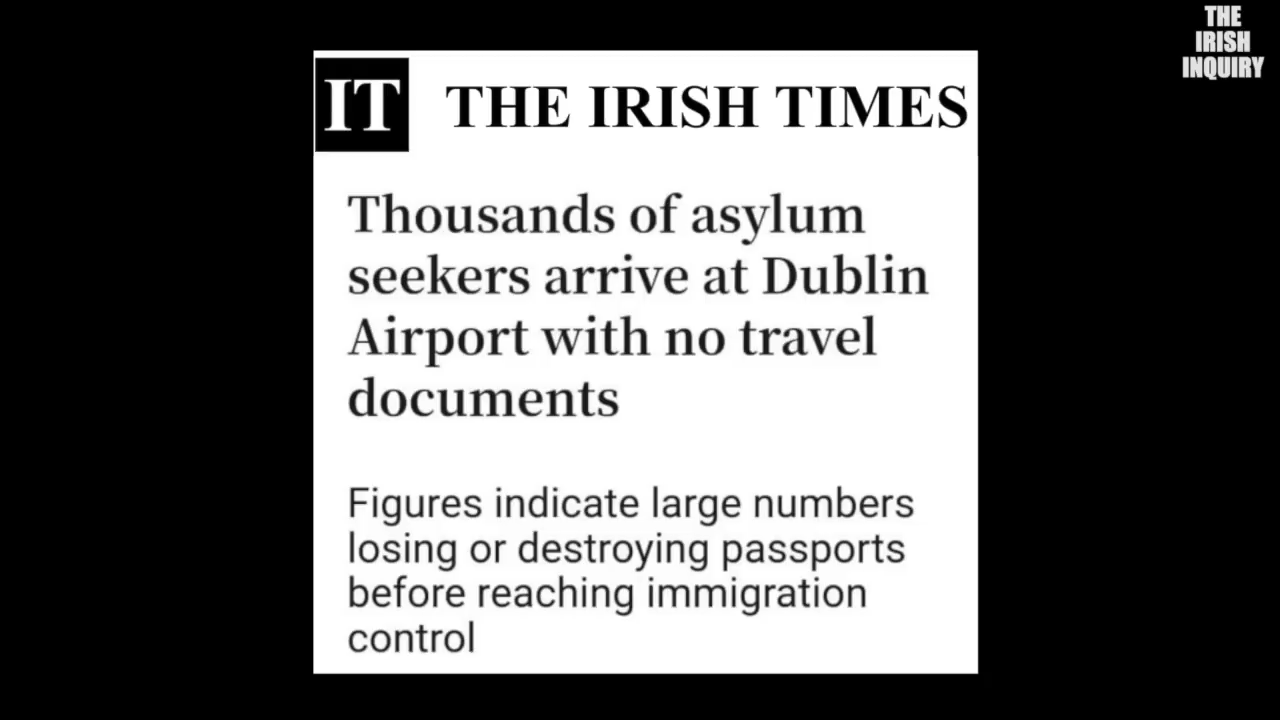 THE
IRISH
INQUIRY
IT THE IRISH TIMES
Thousands of asylum
seekers arrive at Dublin
Airport with no travel
documents
Figures indicate large numbers
losing or destroying passports
before reaching immigration
control